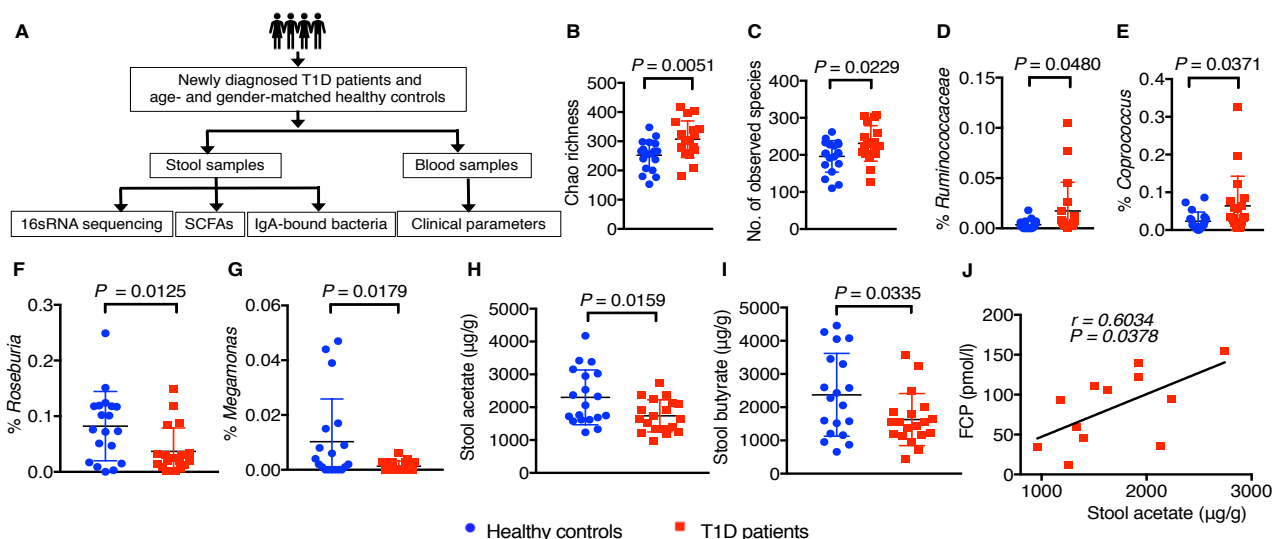 A
Newly diagnosed T1D patients and
age- and gender-matched healthy controls
Stool samples
Blood samples
16sRNA sequencing
SCFAs
IgA-bound bacteria
Clinical parameters
B
P = 0.0051
Chao richness
500
400
300
200
100
0
C
P = 0.0229
No. of observed species
400
300
200
100
0
D
P = 0.0480
% Ruminococcaceae
0.15
0.10
0.05
0.00
E
P = 0.0371
% Coprococcus
0.4
0.3
0.2
0.1
0.0
F
P = 0.0125
% Roseburia
0.3
0.2
0.1
0.0
G
P = 0.0179
% Megamonas
0.06
0.04
0.02
0.00
H
P = 0.0159
Stool acetate (µg/g)
5000
4000
3000
2000
1000
0
I
P = 0.0335
Stool butyrate (µg/g)
5000
4000
3000
2000
1000
0
J
r = 0.6034
P = 0.0378
FCP (pmol/l)
200
150
100
50
0
1000
2000
3000
Stool acetate (µg/g)
Healthy controls
T1D patients